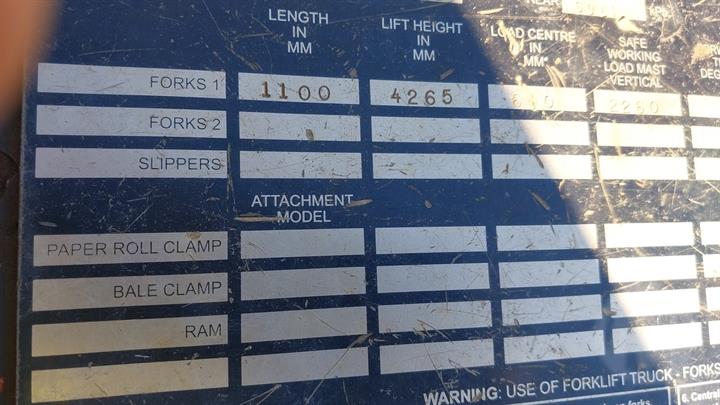 LENGTH IN MM LIFT HEIGHT IN MM LOAD CENTRE IN MM* SAFE WORKING LOAD MAST VERTICAL
FORKS 1 1100 4265
FORKS 2
SLIPPERS
ATTACHMENT MODEL
PAPER ROLL CLAMP
BALE CLAMP
RAM
WARNING: USE OF FORKLIFT TRUCK - FORKS